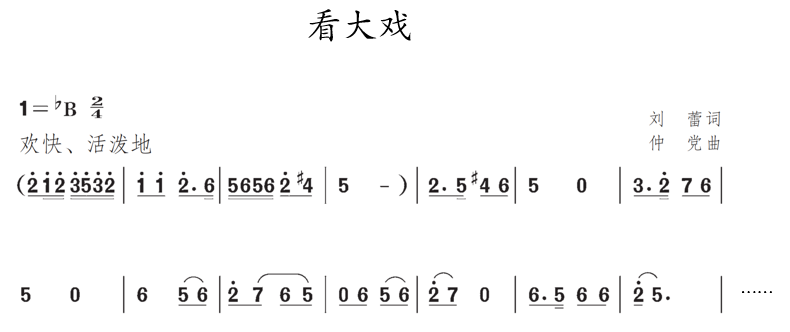 看大戏
1=♭B 2/4
刘 蕾词
欢快、活泼地
仲 党曲
(2̇1̇2̇ 3̇5̇3̇2̇ | 1̇ 1̇ 2̇. 6 | 5656 2̇ #4 | 5 - ) | 2. 5 #4 6 | 5 0 | 3. 2̇ 7 6 |
5 0 | 6 5 6 | 2̇ 7 6 5 | 0 6 5 6 | 2̇ 7 0 | 6. 5 6 6 | 2̇ 5. | ……